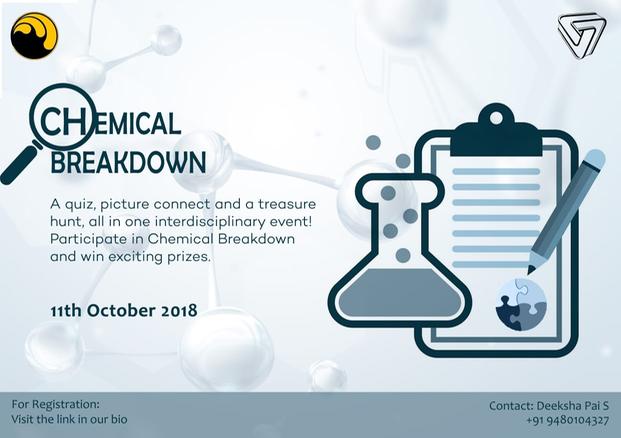 CHEMICAL
BREAKDOWN
A quiz, picture connect and a treasure
hunt, all in one interdisciplinary event!
Participate in Chemical Breakdown
and win exciting prizes.
11th October 2018
For Registration:
Visit the link in our bio
Contact: Deeksha Pai S
+91 9480104327